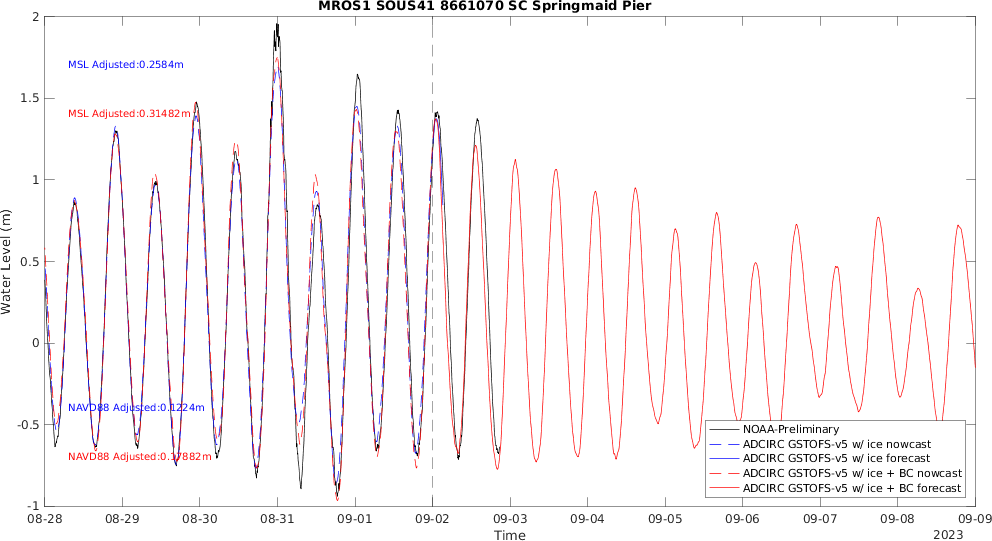 MROS1 SOUS41 8661070 SC Springmaid Pier
2
1.5
1
0.5
0
-0.5
-1
Water Level (m)
MSL Adjusted:0.2584m
MSL Adjusted:0.31482m
NAVD88 Adjusted:0.1224m
NAVD88 Adjusted:0.17882m
NOAA-Preliminary
ADCIRC GSTOFS-v5 w/ ice nowcast
ADCIRC GSTOFS-v5 w/ ice forecast
ADCIRC GSTOFS-v5 w/ ice + BC nowcast
ADCIRC GSTOFS-v5 w/ ice + BC forecast
08-28 08-29 08-30 08-31 09-01 09-02 09-03 09-04 09-05 09-06 09-07 09-08 09-09
Time
2023